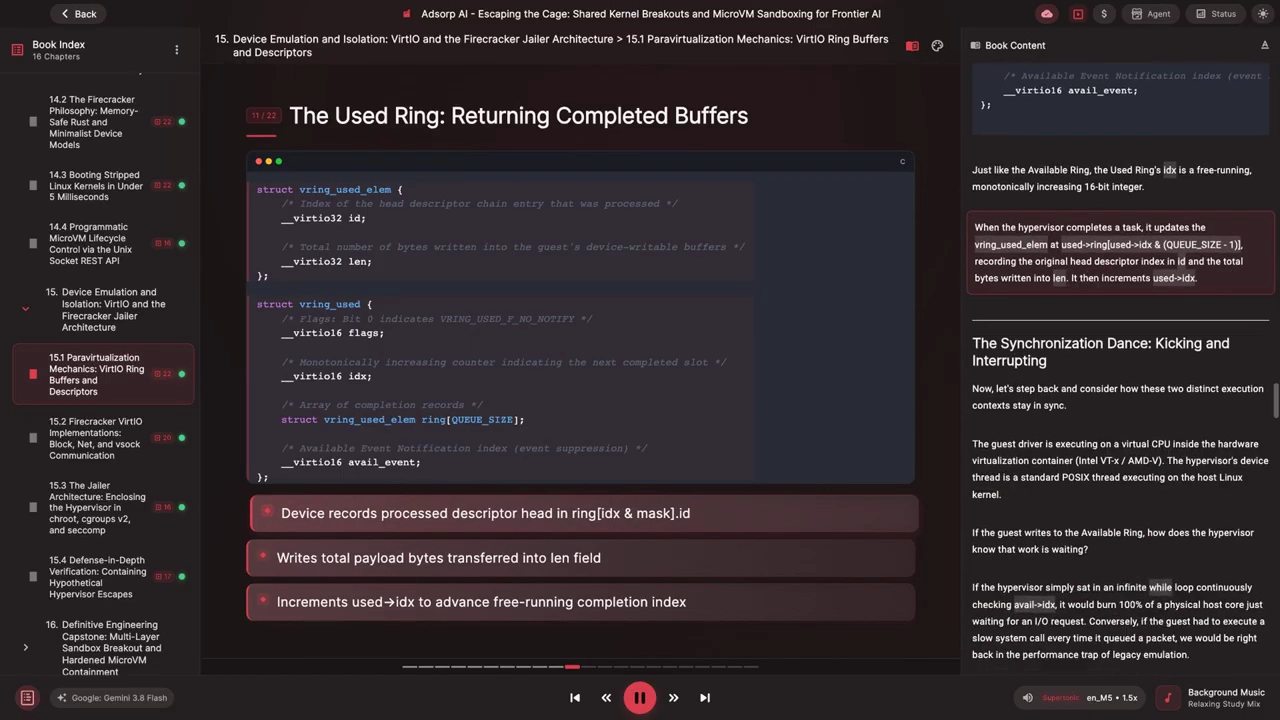 Back
Adsorp AI - Escaping the Cage: Shared Kernel Breakouts and MicroVM Sandboxing for Frontier AI
$
Agent
Status
Book Index
16 Chapters
14.2 The Firecracker
Philosophy: Memory-
Safe Rust and
Minimalist Device
Models
22
14.3 Booting Stripped
Linux Kernels in Under
5 Milliseconds
22
14.4 Programmatic
MicroVM Lifecycle
Control via the Unix
Socket REST API
16
15. Device Emulation and
Isolation: VirtIO and the
Firecracker Jailer
Architecture
15.1 Paravirtualization
Mechanics: VirtIO Ring
Buffers and
Descriptors
22
15.2 Firecracker VirtIO
Implementations:
Block, Net, and vsock
Communication
20
15.3 The Jailer
Architecture: Enclosing
the Hypervisor in
chroot, cgroups v2,
and seccomp
16
15.4 Defense-in-Depth
Verification: Containing
Hypothetical
Hypervisor Escapes
17
16. Definitive Engineering
Capstone: Multi-Layer
Sandbox Breakout and
Hardened MicroVM
Containment
15. Device Emulation and Isolation: VirtIO and the Firecracker Jailer Architecture > 15.1 Paravirtualization Mechanics: VirtIO Ring Buffers
and Descriptors
11 / 22
The Used Ring: Returning Completed Buffers
C
struct vring_used_elem {
/* Index of the head descriptor chain entry that was processed */
__virtio32 id;
/* Total number of bytes written into the guest's device-writable buffers */
__virtio32 len;
};
struct vring_used {
/* Flags: Bit 0 indicates VRING_USED_F_NO_NOTIFY */
__virtio16 flags;
/* Monotonically increasing counter indicating the next completed slot */
__virtio16 idx;
/* Array of completion records */
struct vring_used_elem ring[QUEUE_SIZE];
/* Available Event Notification index (event suppression) */
__virtio16 avail_event;
};
Device records processed descriptor head in ring[idx & mask].id
Writes total payload bytes transferred into len field
Increments used→idx to advance free-running completion index
Book Content
/* Available Event Notification index (event
__virtio16 avail_event;
};
Just like the Available Ring, the Used Ring's idx is a free-running,
monotonically increasing 16-bit integer.
When the hypervisor completes a task, it updates the
vring_used_elem at used->ring[used->idx & (QUEUE_SIZE - 1)],
recording the original head descriptor index in id and the total
bytes written into len. It then increments used->idx.
The Synchronization Dance: Kicking and
Interrupting
Now, let's step back and consider how these two distinct execution
contexts stay in sync.
The guest driver is executing on a virtual CPU inside the hardware
virtualization container (Intel VT-x / AMD-V). The hypervisor's device
thread is a standard POSIX thread executing on the host Linux
kernel.
If the guest writes to the Available Ring, how does the hypervisor
know that work is waiting?
If the hypervisor simply sat in an infinite while loop continuously
checking avail->idx, it would burn 100% of a physical host core just
waiting for an I/O request. Conversely, if the guest had to execute a
slow system call every time it queued a packet, we would be right
back in the performance trap of legacy emulation.
Google: Gemini 3.8 Flash
Supertonic
en_M5 • 1.5x
Background Music
Relaxing Study Mix